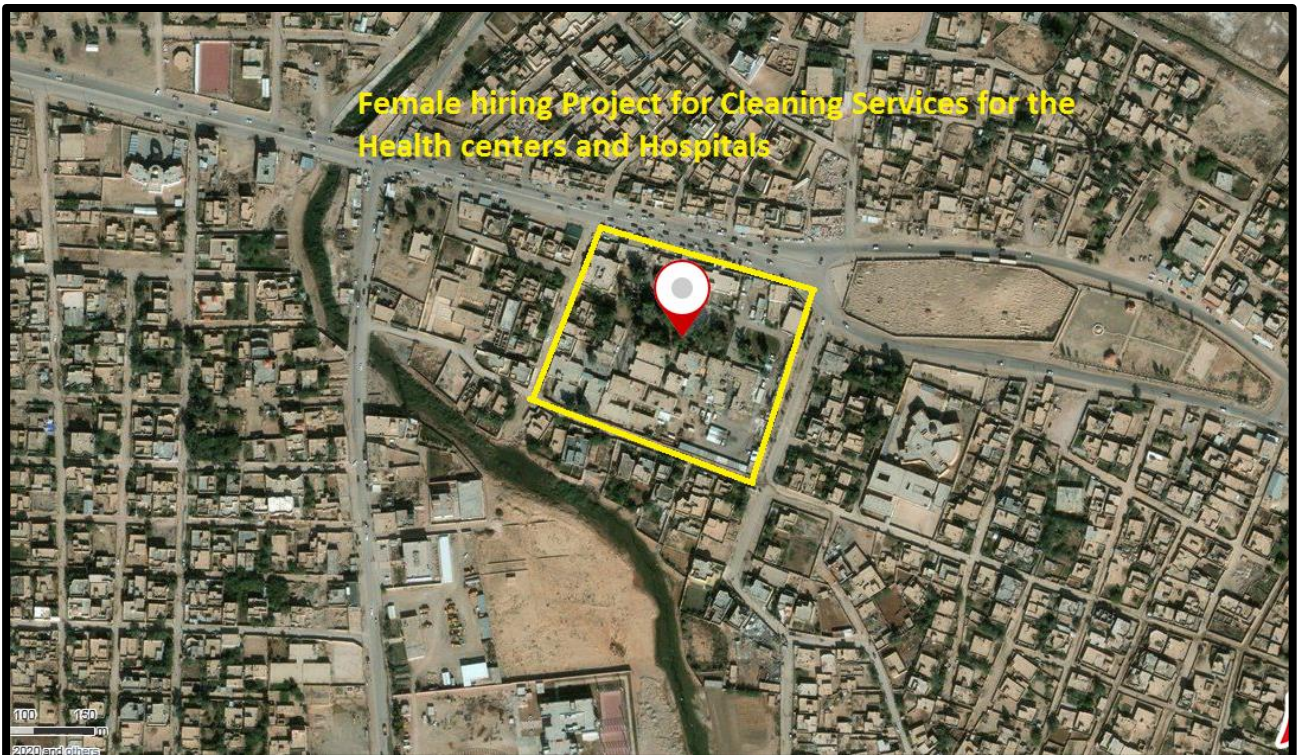 Female hiring Project for Cleaning Services for the
Health centers and Hospitals
100 150
m
2020 and others